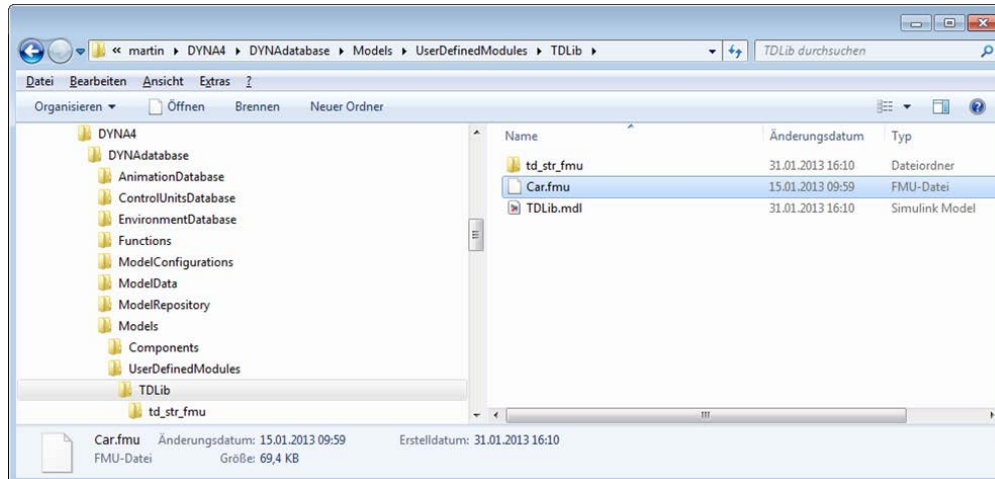 « martin ▸ DYNA4 ▸ DYNAdatabase ▸ Models ▸ UserDefinedModules ▸ TDLib ▸ TDLib durchsuchen
Datei Bearbeiten Ansicht Extras ?
Organisieren Öffnen Brennen Neuer Ordner
DYNA4
DYNAdatabase
AnimationDatabase
ControlUnitsDatabase
EnvironmentDatabase
Functions
ModelConfigurations
ModelData
ModelRepository
Models
Components
UserDefinedModules
TDLib
td_str_fmu
Name Änderungsdatum Typ
td_str_fmu 31.01.2013 16:10 Dateiordner
Car.fmu 15.01.2013 09:59 FMU-Datei
TDLib.mdl 31.01.2013 16:10 Simulink Model
Car.fmu Änderungsdatum: 15.01.2013 09:59 Erstelldatum: 31.01.2013 16:10
FMU-Datei Größe: 69,4 KB